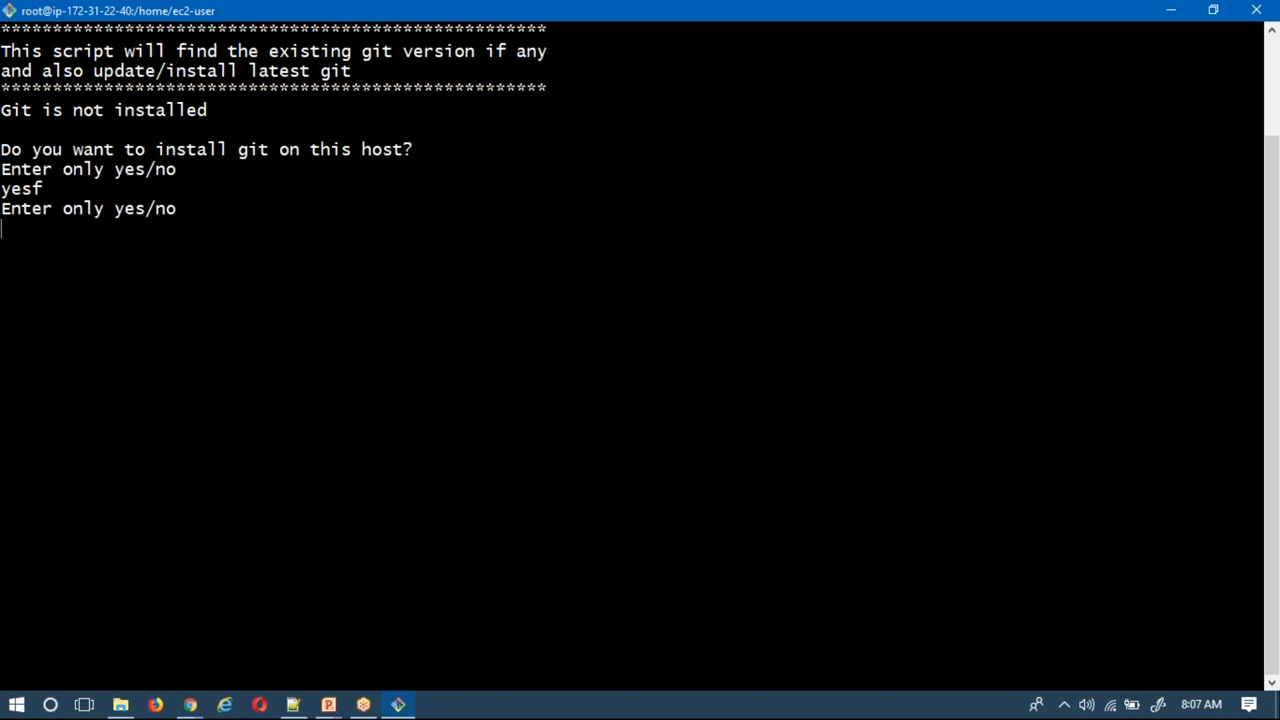 root@ip-172-31-22-40:/home/ec2-user
*****************************************************
This script will find the existing git version if any
and also update/install latest git
*****************************************************
Git is not installed
Do you want to install git on this host?
Enter only yes/no
yesf
Enter only yes/no
8:07 AM